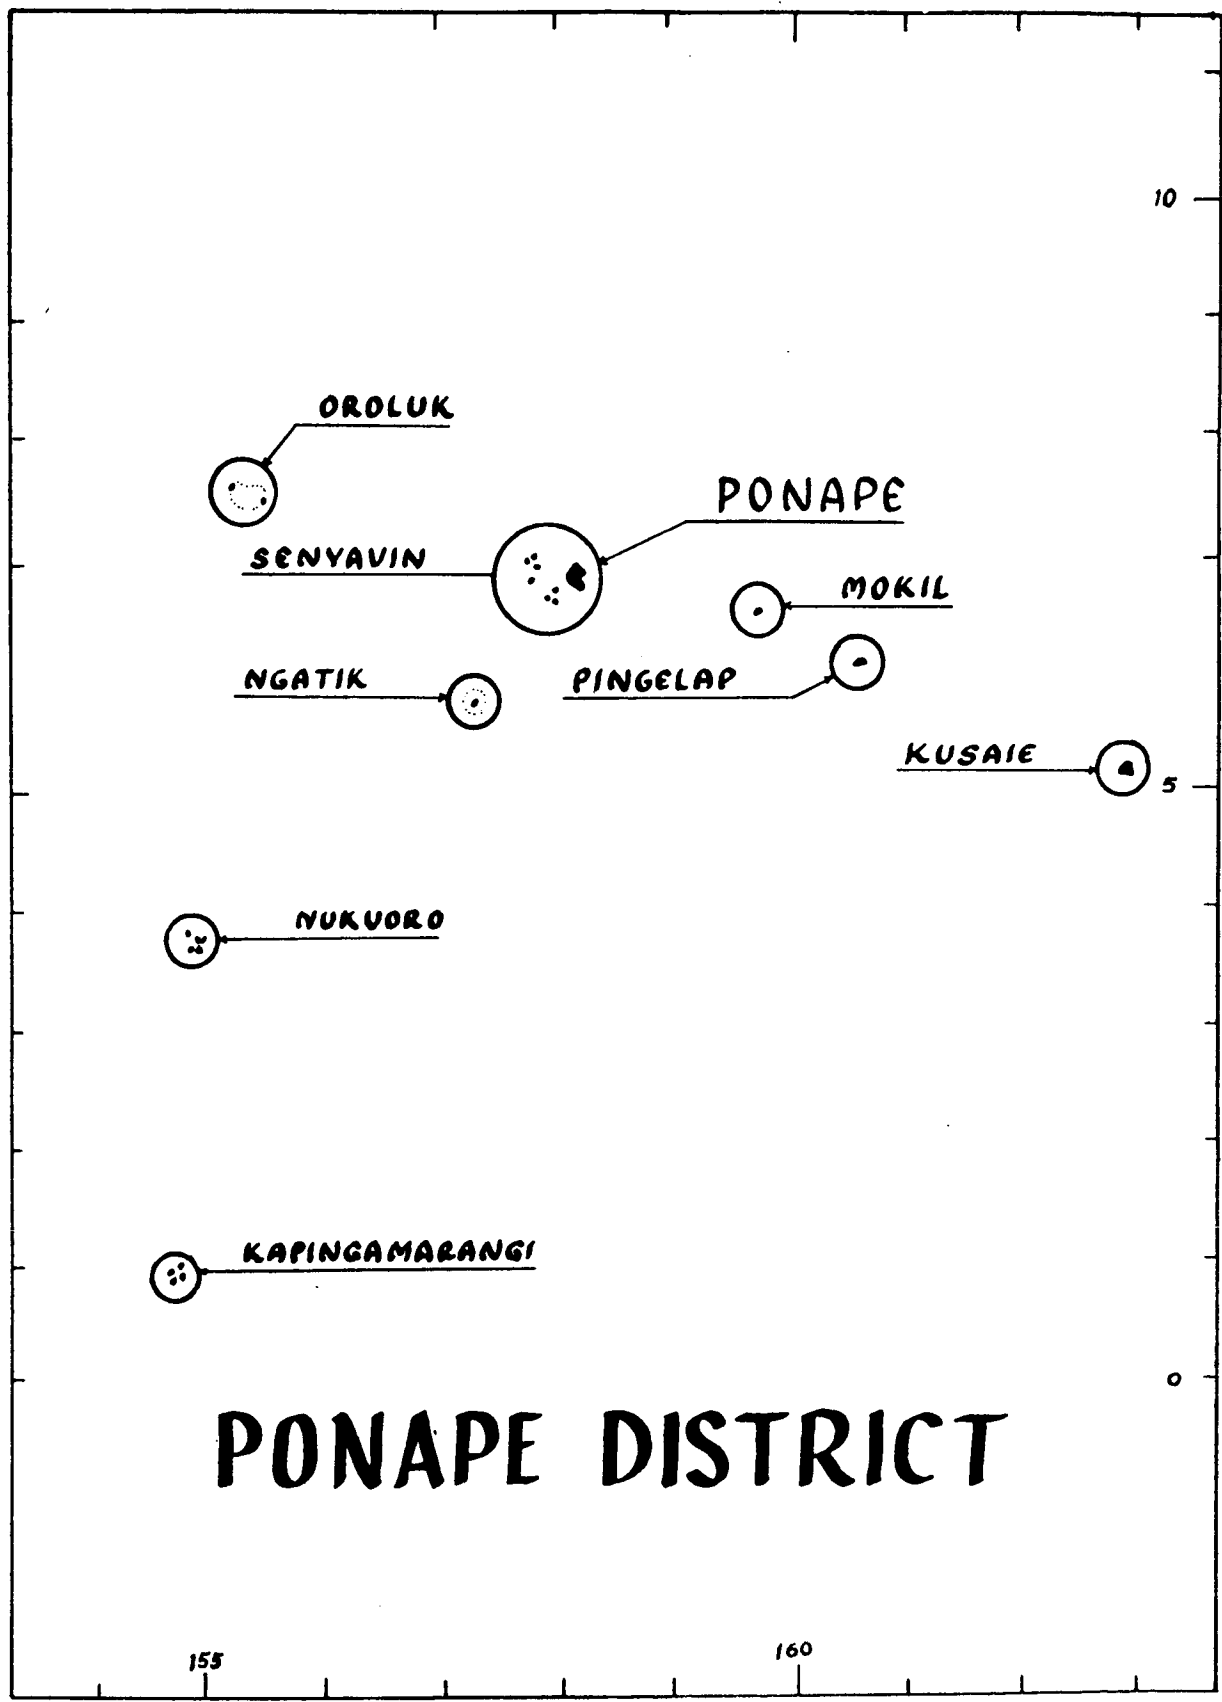 10
OROLUK
PONAPE
SENYAVIN
MOKIL
NGATIK
PINGELAP
KUSAIE
5
NUKUORO
KAPINGAMARANGI
0
PONAPE DISTRICT
155
160